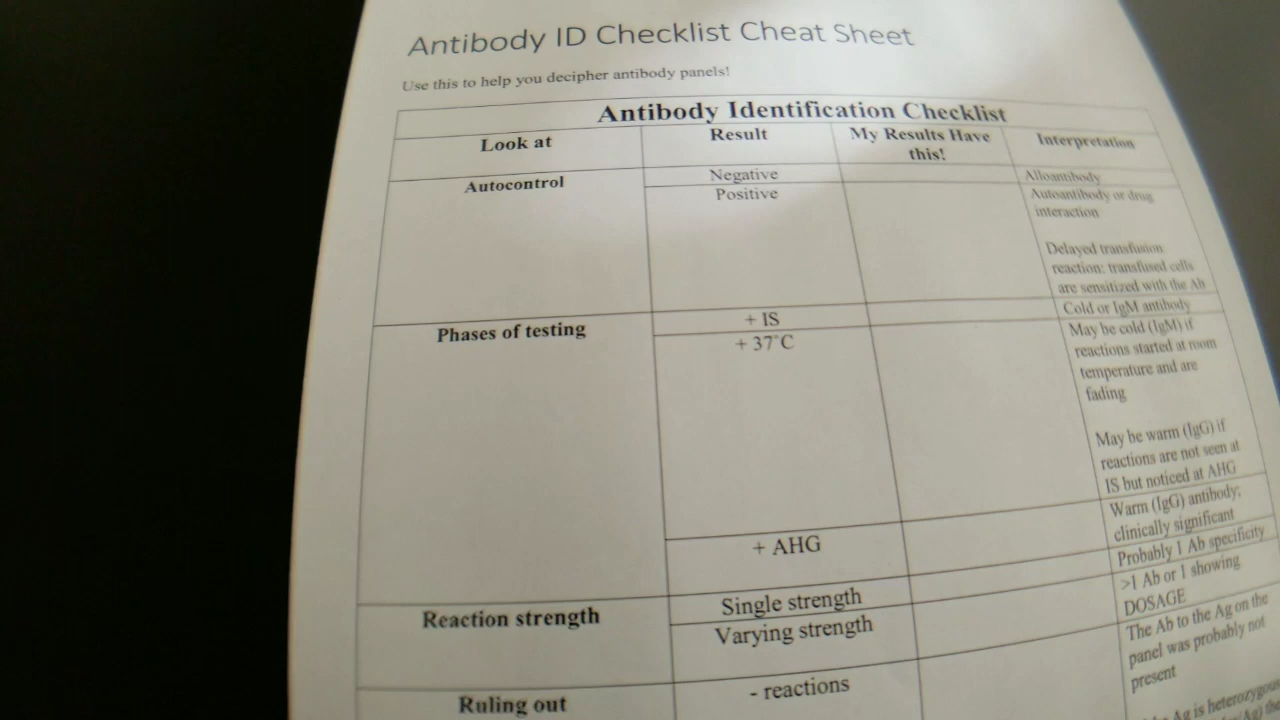 Antibody ID Checklist Cheat Sheet
Use this to help you decipher antibody panels!
Antibody Identification Checklist
Look at
Result
My Results Have
this!
Interpretation
Autocontrol
Negative
Alloantibody
Positive
Autoantibody or drug
interaction
Delayed transfusion
reaction: transfused cells
are sensitized with the Ab
Phases of testing
+ IS
Cold or IgM antibody
+ 37°C
May be cold (IgM) if
reactions started at room
temperature and are
fading
May be warm (IgG) if
reactions are not seen at
IS but noticed at AHG
+ AHG
Warm (IgG) antibody;
clinically significant
Reaction strength
Single strength
Probably 1 Ab specificity
Varying strength
>1 Ab or 1 showing
DOSAGE
Ruling out
- reactions
The Ab to the Ag on the
panel was probably not
present
Ag is heterozygous